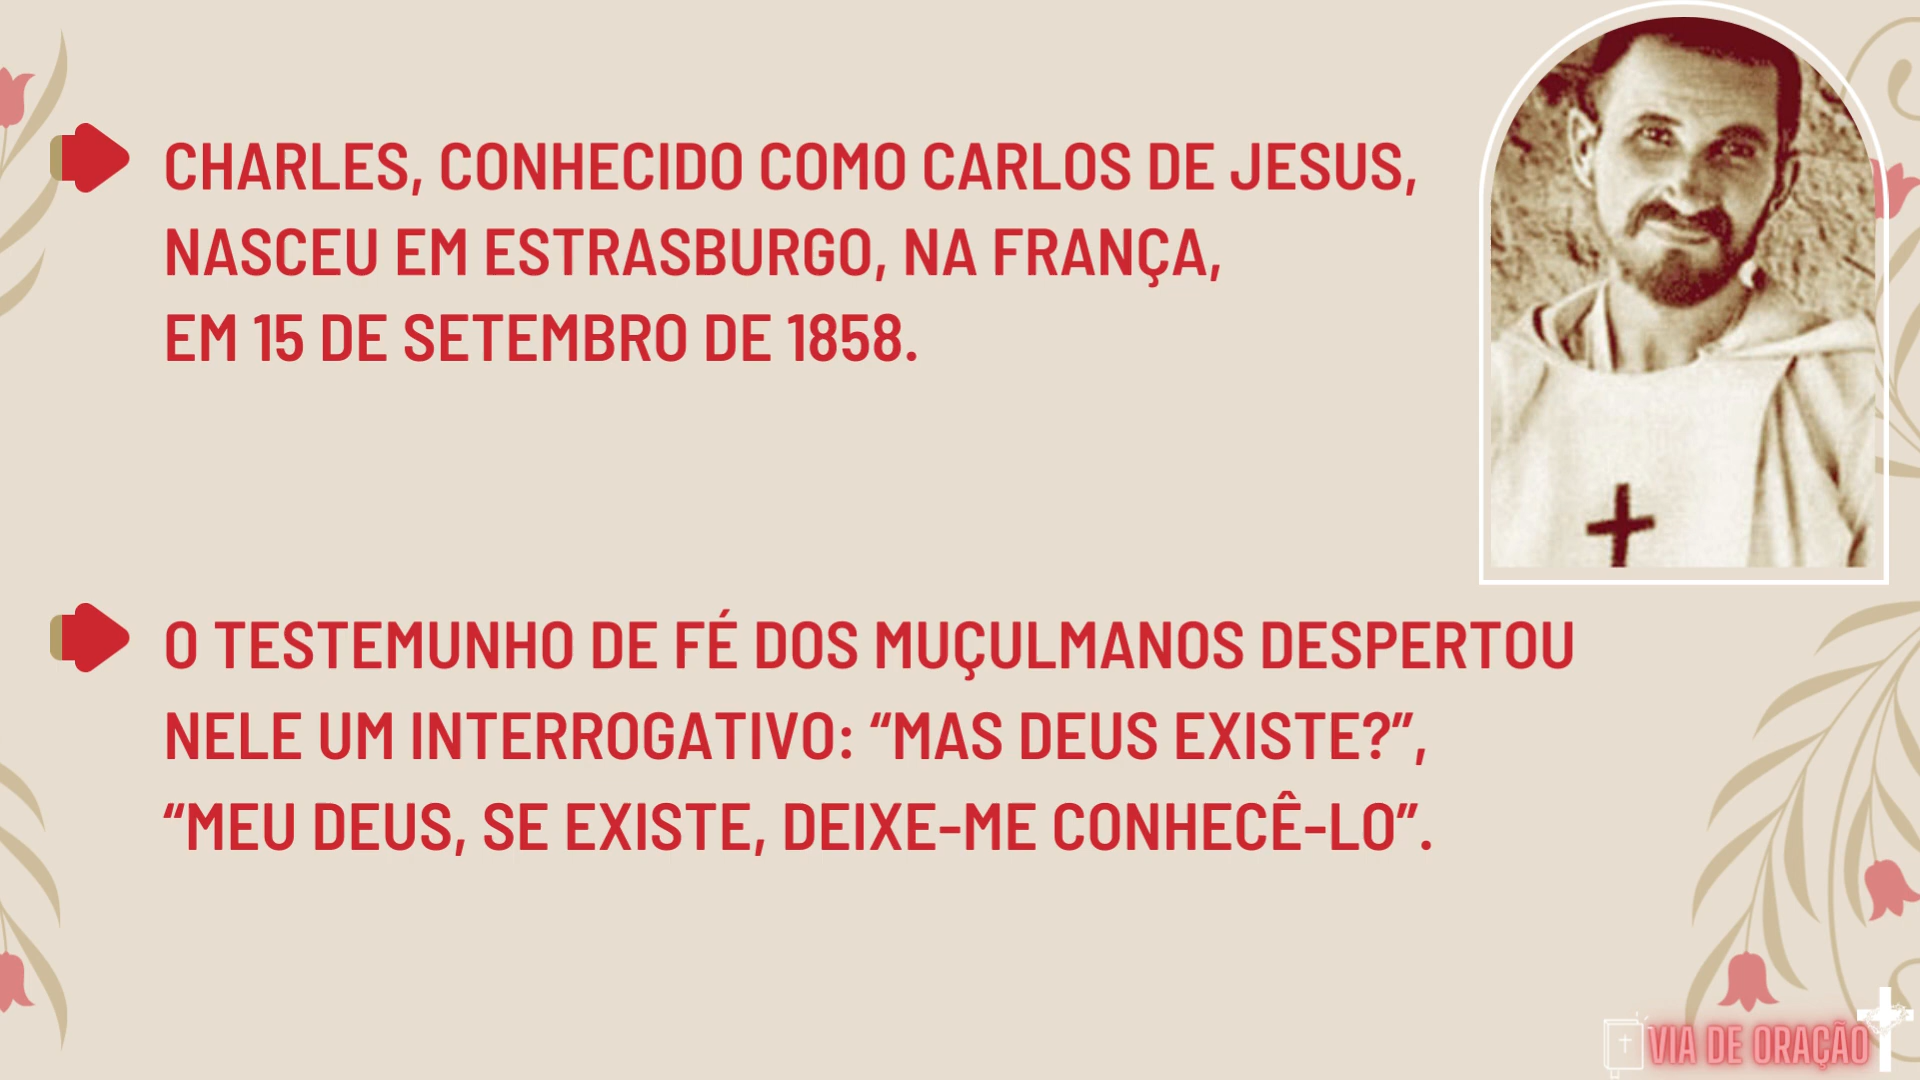 CHARLES, CONHECIDO COMO CARLOS DE JESUS,
NASCEU EM ESTRASBURGO, NA FRANÇA,
EM 15 DE SETEMBRO DE 1858.
O TESTEMUNHO DE FÉ DOS MUÇULMANOS DESPERTOU
NELE UM INTERROGATIVO: “MAS DEUS EXISTE?”,
“MEU DEUS, SE EXISTE, DEIXE-ME CONHECÊ-LO”.
VIA DE ORAÇÃO